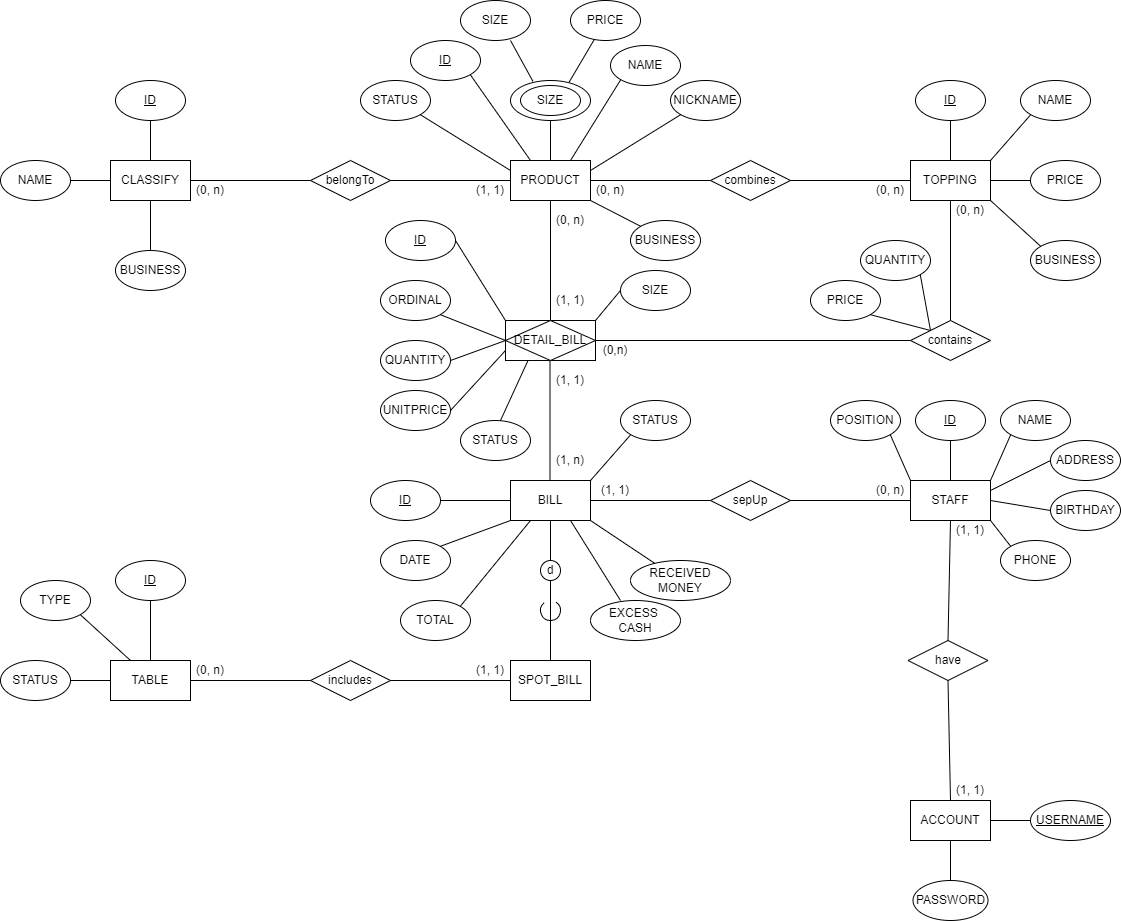 SIZE
PRICE
ID
NAME
STATUS
SIZE
NICKNAME
ID
ID
NAME
NAME
CLASSIFY
(0, n)
belongTo
(1, 1)
PRODUCT
(0, n)
combines
(0, n)
TOPPING
PRICE
(0, n)
(0, n)
ID
BUSINESS
BUSINESS
QUANTITY
BUSINESS
ORDINAL
(1, 1)
SIZE
PRICE
DETAIL_BILL
(0,n)
contains
QUANTITY
(1, 1)
UNITPRICE
STATUS
STATUS
POSITION
ID
NAME
(1, n)
ADDRESS
ID
BILL
(1, 1)
sepUp
(0, n)
STAFF
BIRTHDAY
(1, 1)
DATE
d
RECEIVED
MONEY
PHONE
ID
TYPE
TOTAL
EXCESS
CASH
STATUS
TABLE
(0, n)
includes
(1, 1)
SPOT_BILL
have
(1, 1)
ACCOUNT
USERNAME
PASSWORD